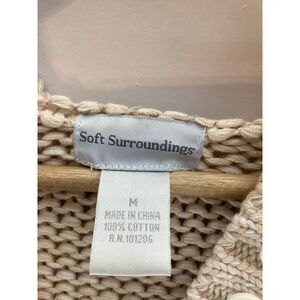 Soft Surroundings
M
MADE IN CHINA
100% COTTON
R.N. 101206